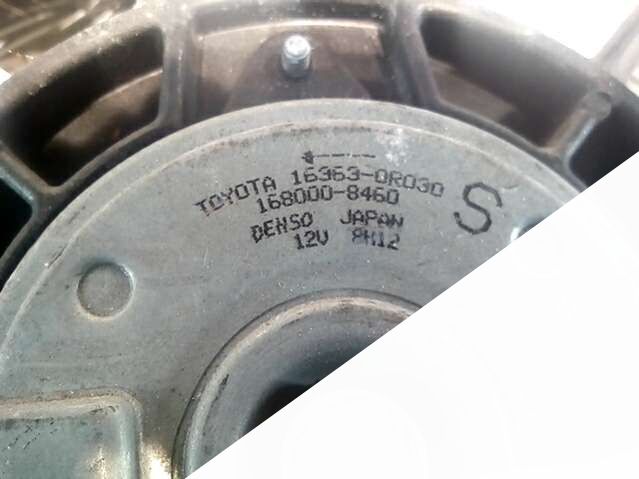 TOYOTA 16363-0R030
168000-8460
DENSO JAPAN
12V 8H12
S